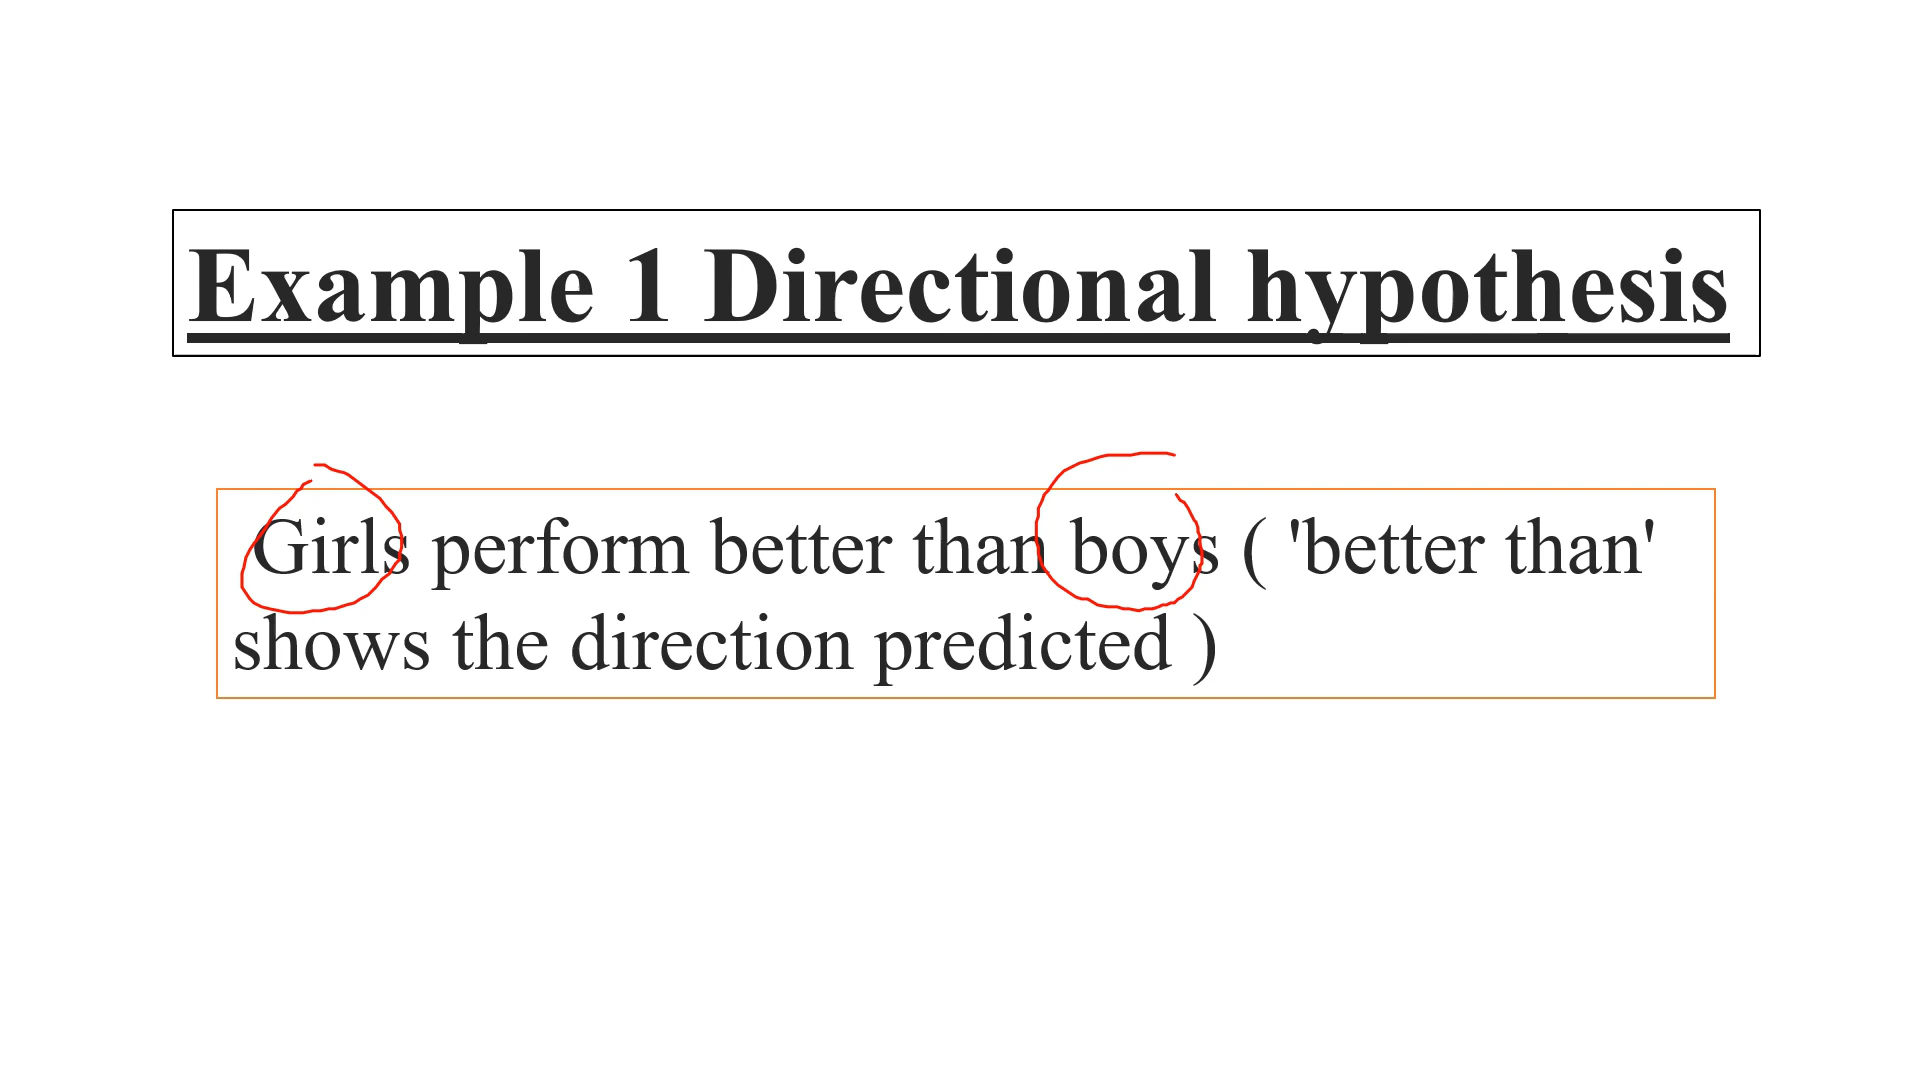 Example 1 Directional hypothesis
Girls perform better than boys ( 'better than'
shows the direction predicted )